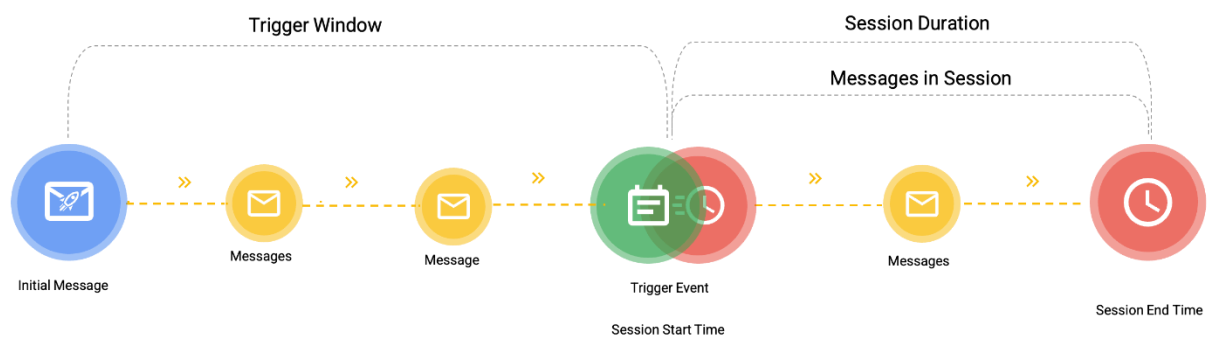 Trigger Window
Session Duration
Messages in Session
Messages
Message
Messages
Initial Message
Trigger Event
Session End Time
Session Start Time